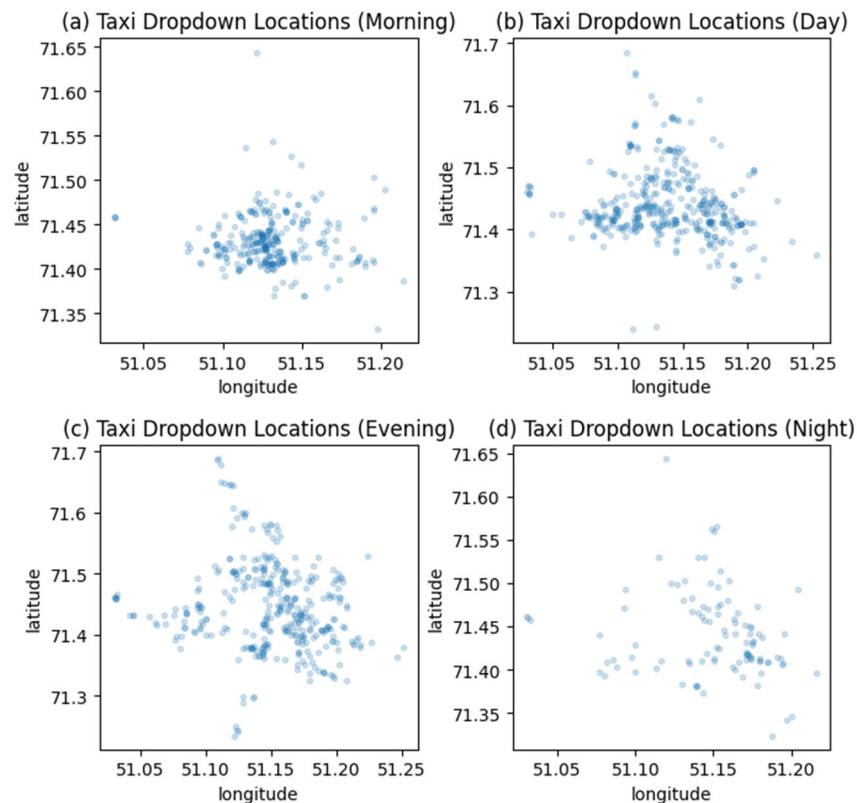 (a) Taxi Dropdown Locations (Morning)
71.65
71.60
71.55
71.50
71.45
71.40
71.35
latitude
51.05 51.10 51.15 51.20
longitude
(b) Taxi Dropdown Locations (Day)
71.7
71.6
71.5
71.4
71.3
latitude
51.05 51.10 51.15 51.20 51.25
longitude
(c) Taxi Dropdown Locations (Evening)
71.7
71.6
71.5
71.4
71.3
latitude
51.05 51.10 51.15 51.20 51.25
longitude
(d) Taxi Dropdown Locations (Night)
71.65
71.60
71.55
71.50
71.45
71.40
71.35
latitude
51.05 51.10 51.15 51.20
longitude